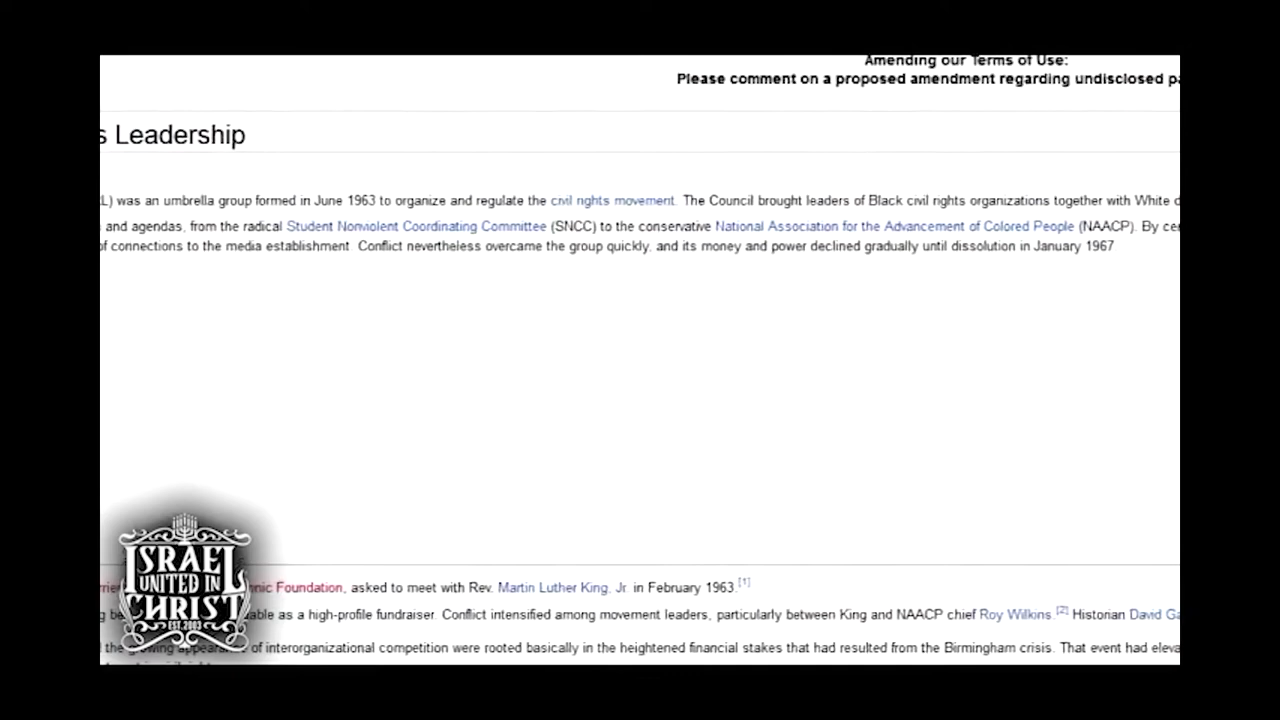 Amending our Terms of Use:
Please comment on a proposed amendment regarding undisclosed
s Leadership
L) was an umbrella group formed in June 1963 to organize and regulate the civil rights movement. The Council brought leaders of Black civil rights organizations together with White
and agendas, from the radical Student Nonviolent Coordinating Committee (SNCC) to the conservative National Association for the Advancement of Colored People (NAACP). By
of connections to the media establishment. Conflict nevertheless overcame the group quickly, and its money and power declined gradually until dissolution in January 1967
Foundation, asked to meet with Rev. Martin Luther King, Jr. in February 1963.[1]
as a high-profile fundraiser. Conflict intensified among movement leaders, particularly between King and NAACP chief Roy Wilkins.[2] Historian David
the growing appearance of interorganizational competition were rooted basically in the heightened financial stakes that had resulted from the Birmingham crisis. That event had
ISRAEL
UNITED IN
CHRIST
EST. 2003